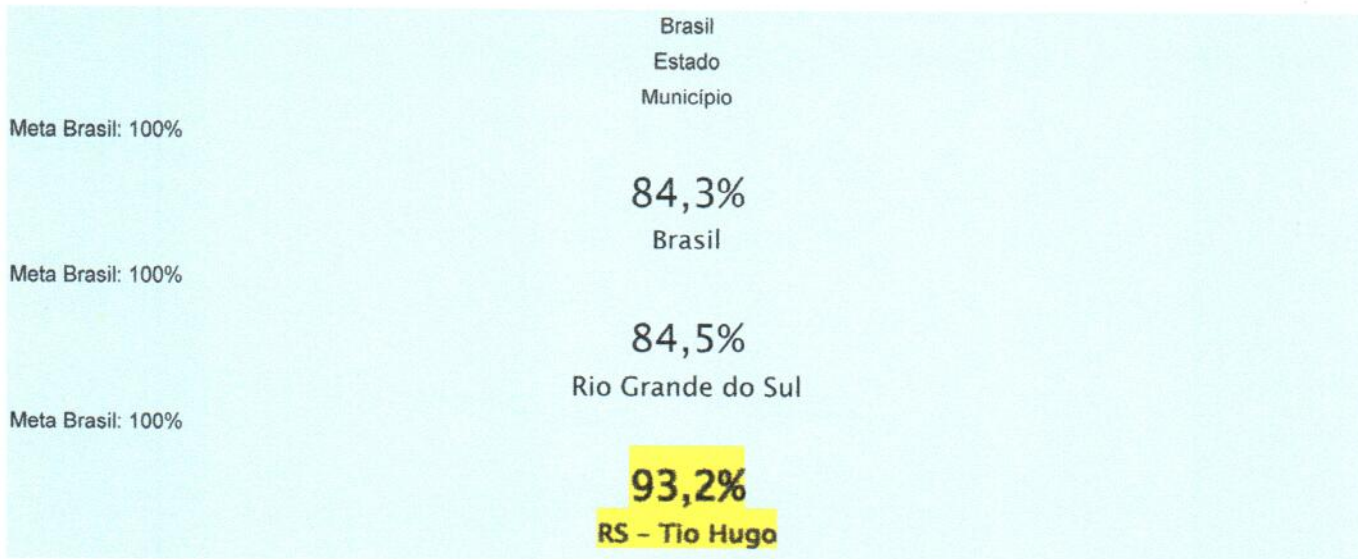 Brasil
Estado
Município
Meta Brasil: 100%
84,3%
Brasil
Meta Brasil: 100%
84,5%
Rio Grande do Sul
Meta Brasil: 100%
93,2%
RS – Tio Hugo